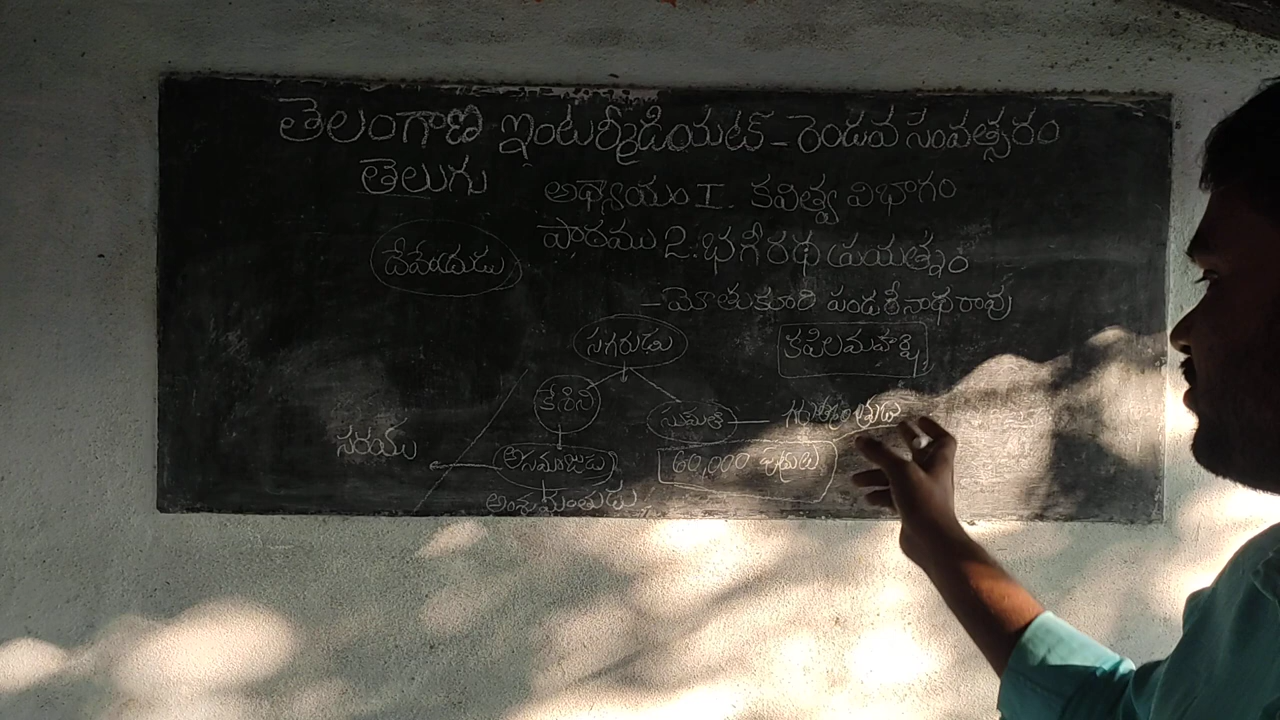 తెలంగాణ ఇంటర్మీడియట్ - రెండవ సంవత్సరం
తెలుగు
అధ్యాయం I. కవిత్వ విభాగం
పాఠము 2. భగీరథ ప్రయత్నం
దేవేంద్రుడు
- మోతుకూరి పండరీనాథరావు
సగరుడు
కపిలమహర్షి
కేశిని
సుమతి
సరయు
అసమంజుడు
60,000 పుత్రులు
అంశుమంతుడు